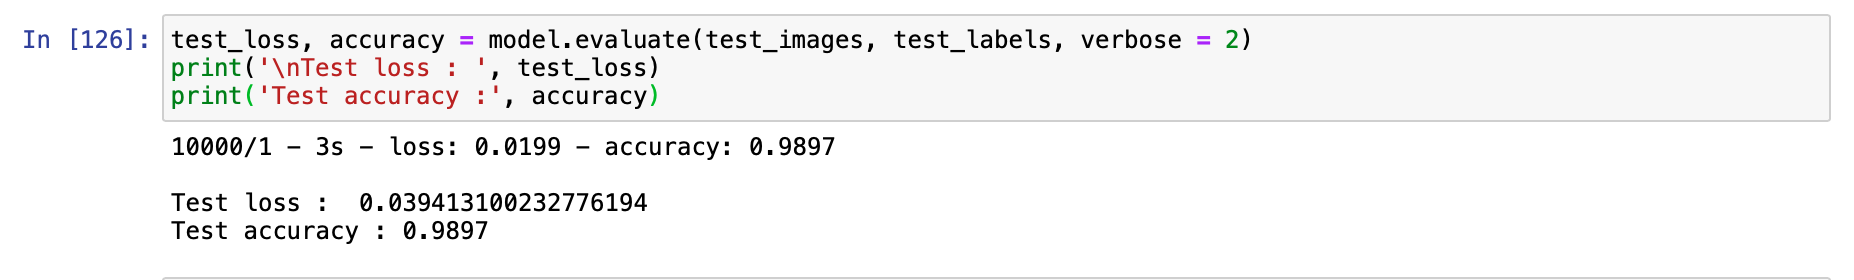 In [126]: test_loss, accuracy = model.evaluate(test_images, test_labels, verbose = 2)
print('\nTest loss : ', test_loss)
print('Test accuracy :', accuracy)
10000/1 - 3s - loss: 0.0199 - accuracy: 0.9897
Test loss :  0.039413100232776194
Test accuracy : 0.9897